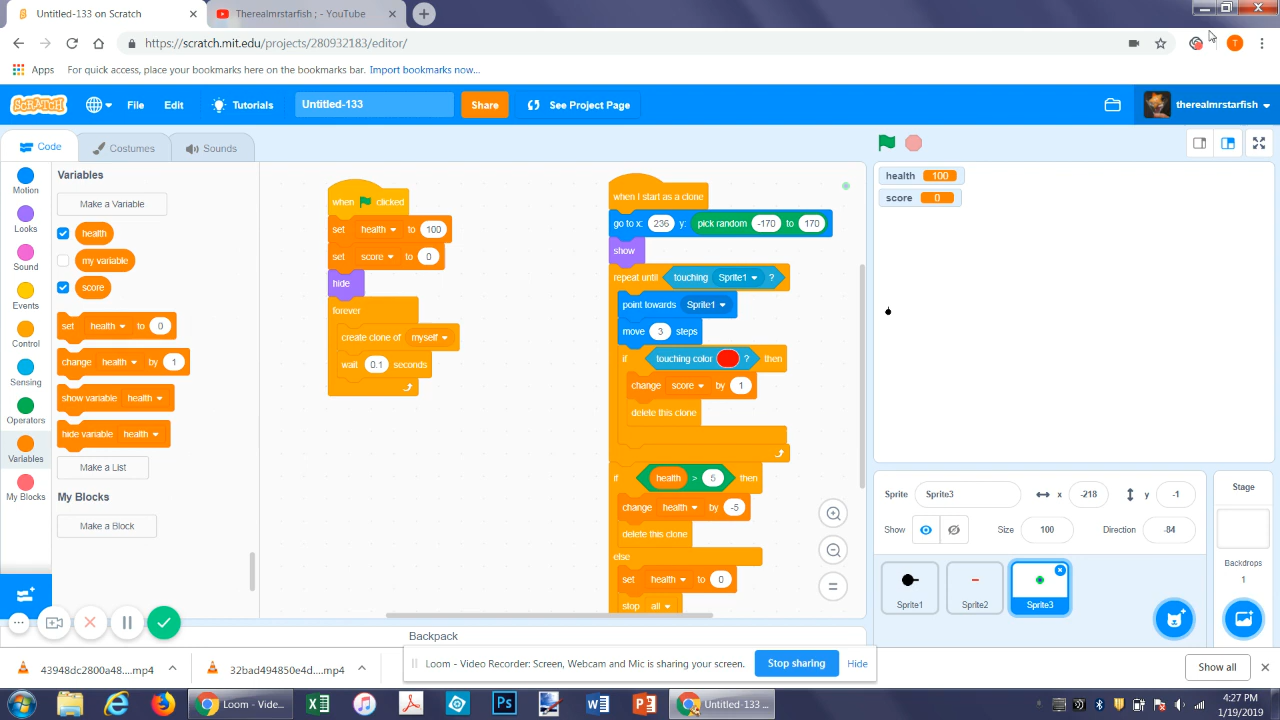 Untitled-133 on Scratch
Therealmrstarfish ; - YouTube
https://scratch.mit.edu/projects/280932183/editor/
T
Apps
For quick access, place your bookmarks here on the bookmarks bar.
Import bookmarks now...
SCRATCH
File
Edit
Tutorials
Untitled-133
Share
See Project Page
therealmrstarfish
Code
Costumes
Sounds
Motion
Looks
Sound
Events
Control
Sensing
Operators
Variables
My Blocks
Variables
Make a Variable
health
my variable
score
set health to 0
change health by 1
show variable health
hide variable health
Make a List
My Blocks
Make a Block
when clicked
set health to 100
set score to 0
hide
forever
create clone of myself
wait 0.1 seconds
when I start as a clone
go to x: 236 y: pick random -170 to 170
show
repeat until touching Sprite1 ?
point towards Sprite1
move 3 steps
if touching color ? then
change score by 1
delete this clone
if health > 5 then
change health by -5
delete this clone
else
set health to 0
stop all
health 100
score 0
Sprite Sprite3 x -218 y -1
Show Size 100 Direction -84
Sprite1
Sprite2
Sprite3
Stage
Backdrops
1
Backpack
43948dc2800a48....mp4
32bad494850e4d....mp4
Loom - Video Recorder: Screen, Webcam and Mic is sharing your screen.
Stop sharing
Hide
Show all
Loom - Vide...
Ps
Untitled-133 ...
4:27 PM
1/19/2019